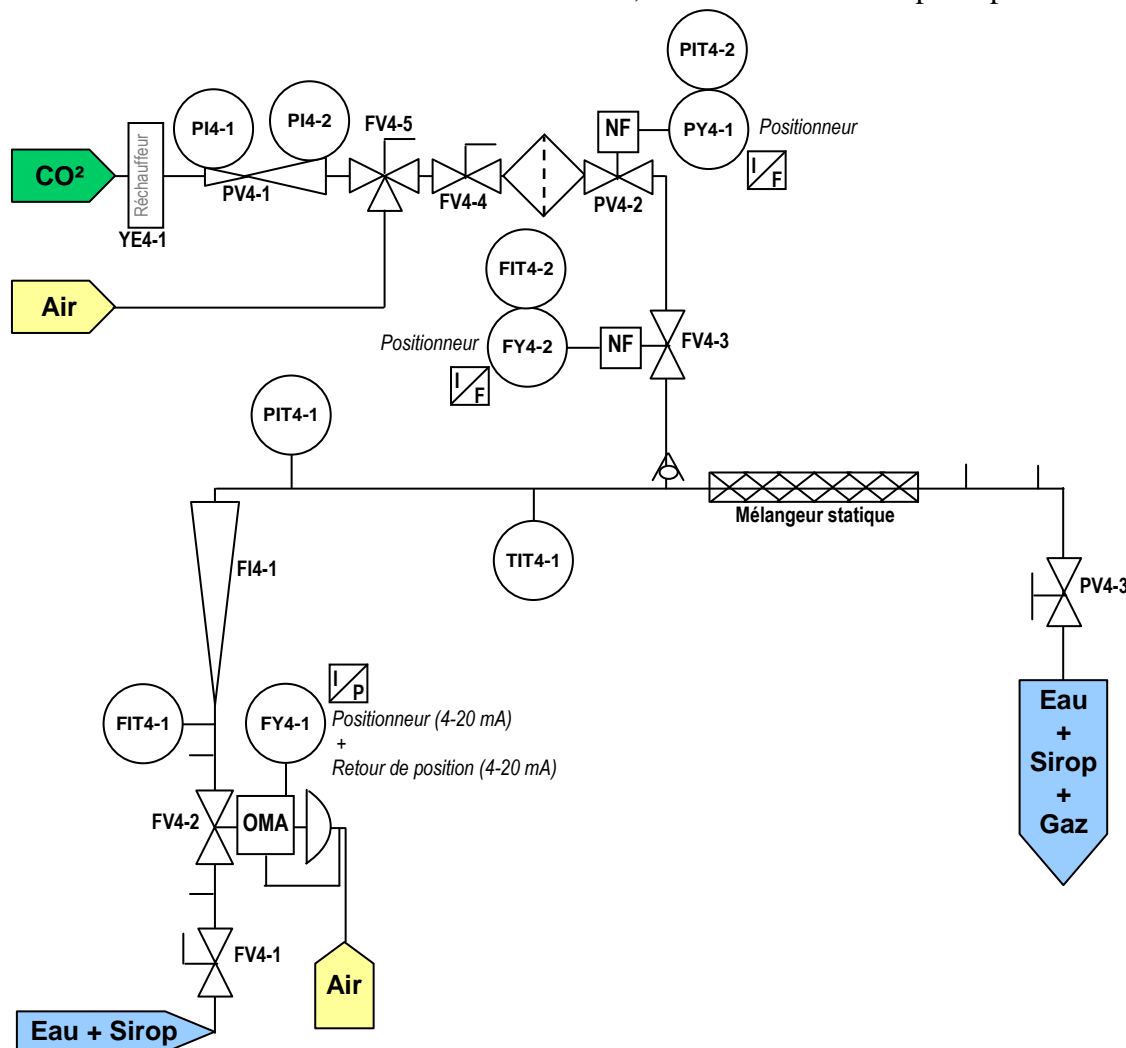 PIT4-2
PI4-1
PI4-2
FV4-5
NF
PY4-1
Positionneur
I/F
CO²
Réchauffeur
PV4-1
FV4-4
PV4-2
YE4-1
FIT4-2
Air
Positionneur
FY4-2
NF
FV4-3
I/F
PIT4-1
Mélangeur statique
TIT4-1
FI4-1
PV4-3
I/P
FIT4-1
FY4-1
Positionneur (4-20 mA)
+
Retour de position (4-20 mA)
Eau
+
Sirop
+
Gaz
FV4-2
OMA
FV4-1
Air
Eau + Sirop